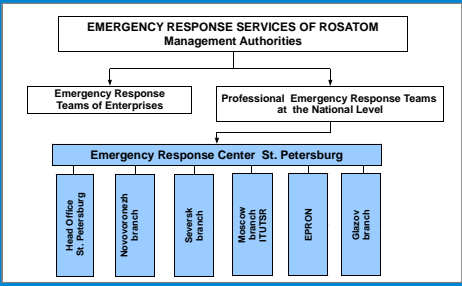 EMERGENCY RESPONSE SERVICES OF ROSATOM
Management Authorities
Emergency Response
Teams of Enterprises
Professional Emergency Response Teams
at the National Level
Emergency Response Center St. Petersburg
Head Office
St. Petersburg
Novovoronezh
branch
Seversk
branch
Moscow
branch
ITUTSR
EPRON
Glazov
branch